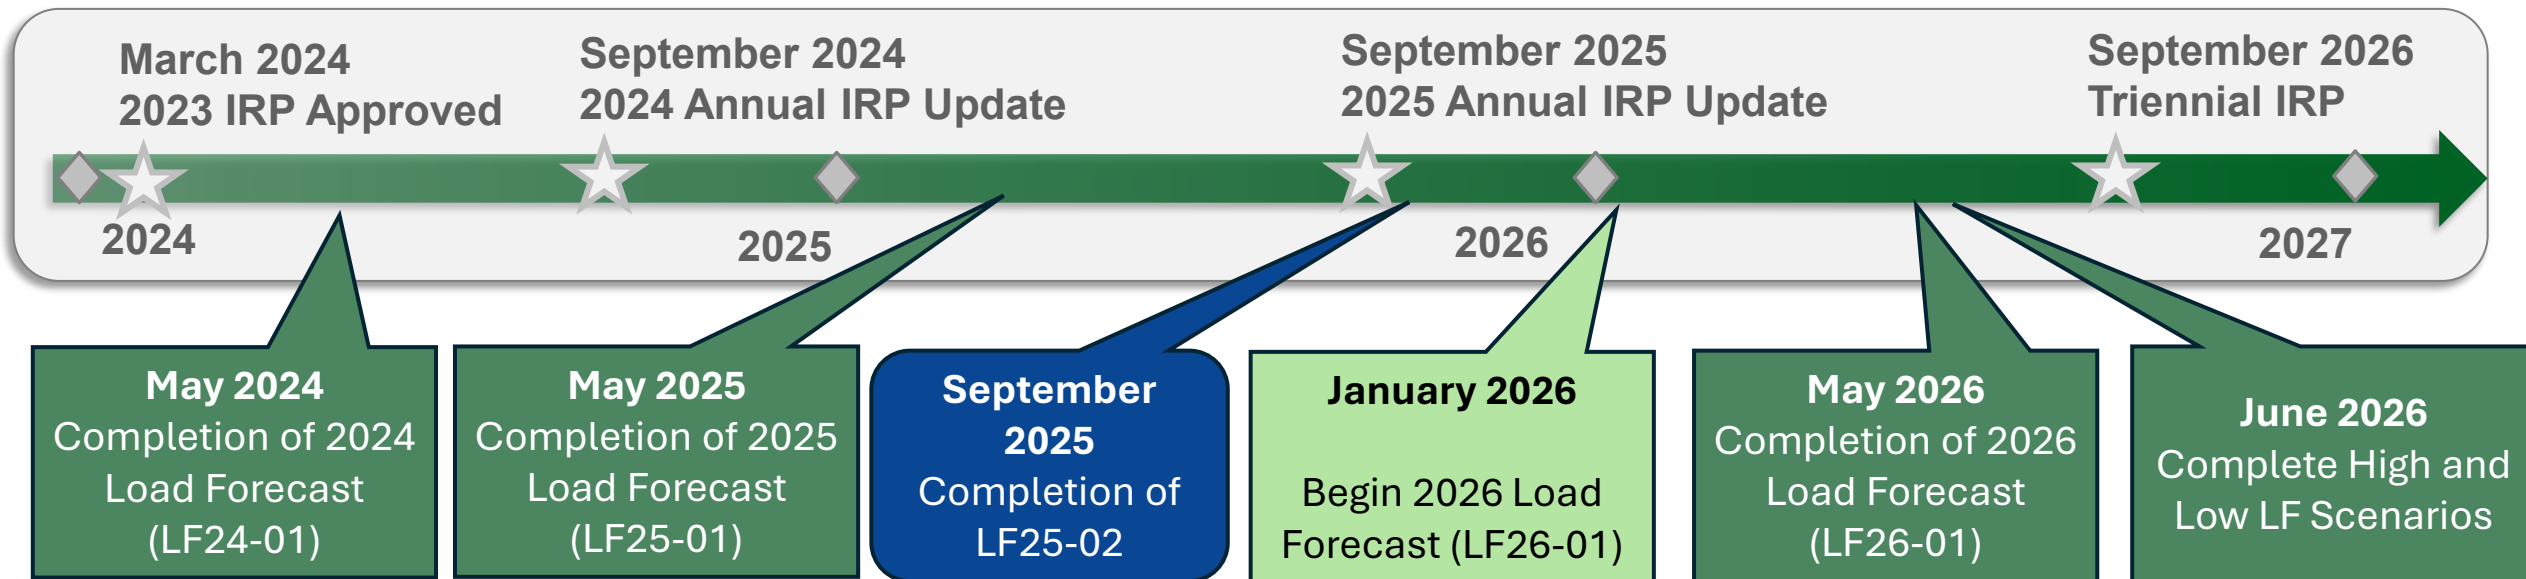 March 2024
2023 IRP Approved
September 2024
2024 Annual IRP Update
September 2025
2025 Annual IRP Update
September 2026
Triennial IRP
2024
2025
2026
2027
May 2024
Completion of 2024
Load Forecast
(LF24-01)
May 2025
Completion of 2025
Load Forecast
(LF25-01)
September
2025
Completion of
LF25-02
January 2026
Begin 2026 Load
Forecast (LF26-01)
May 2026
Completion of 2026
Load Forecast
(LF26-01)
June 2026
Complete High and
Low LF Scenarios